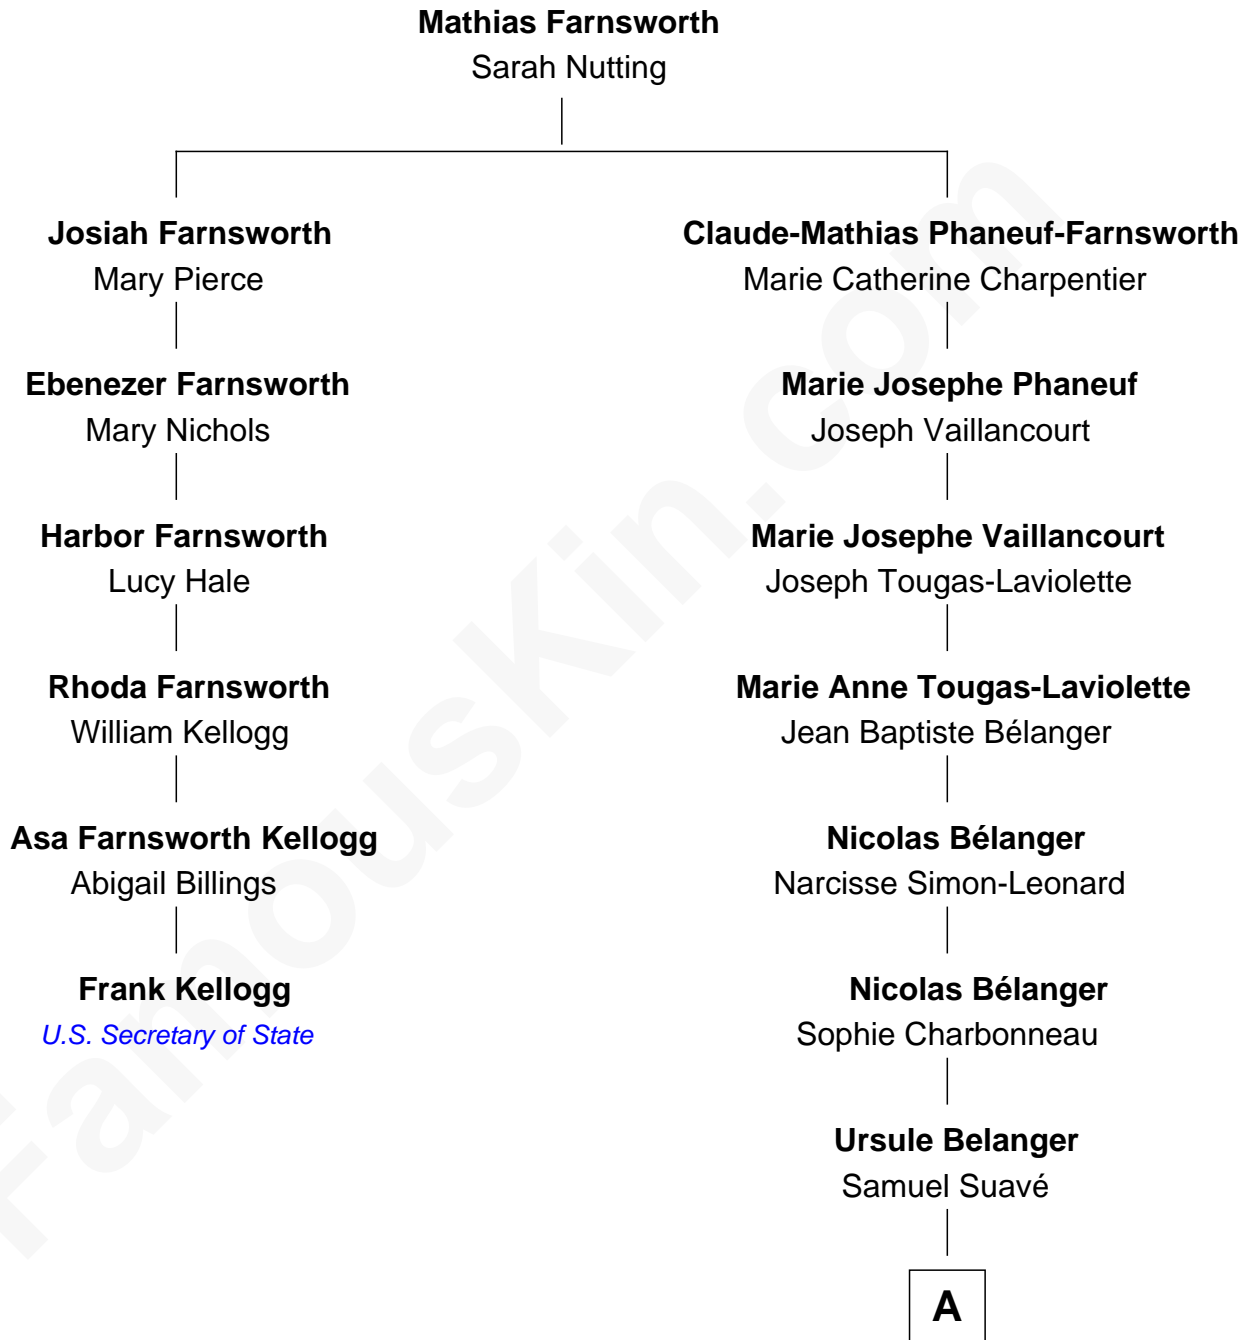 Mathias Farnsworth
Sarah Nutting
Josiah Farnsworth
Mary Pierce
Claude-Mathias Phaneuf-Farnsworth
Marie Catherine Charpentier
Ebenezer Farnsworth
Mary Nichols
Marie Josephe Phaneuf
Joseph Vaillancourt
Harbor Farnsworth
Lucy Hale
Marie Josephe Vaillancourt
Joseph Tougas-Laviolette
Rhoda Farnsworth
William Kellogg
Marie Anne Tougas-Laviolette
Jean Baptiste Bélanger
Asa Farnsworth Kellogg
Abigail Billings
Nicolas Bélanger
Narcisse Simon-Leonard
Frank Kellogg
U.S. Secretary of State
Nicolas Bélanger
Sophie Charbonneau
Ursule Belanger
Samuel Suavé
A
FamousKin.com